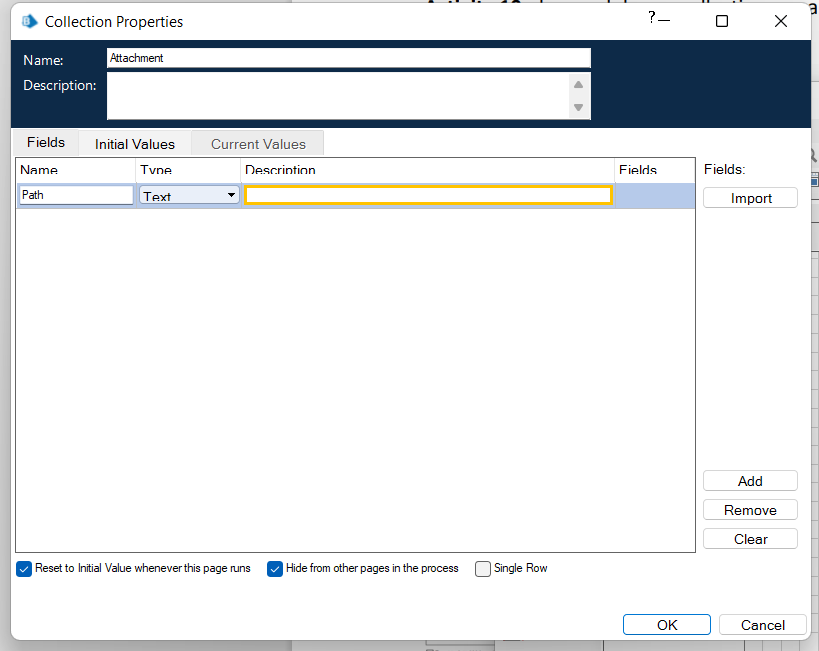 Collection Properties
?
Name:
Attachment
Description:
Fields
Initial Values
Current Values
Name
Type
Description
Fields
Fields:
Path
Text
Import
Add
Remove
Clear
Reset to Initial Value whenever this page runs
Hide from other pages in the process
Single Row
OK
Cancel